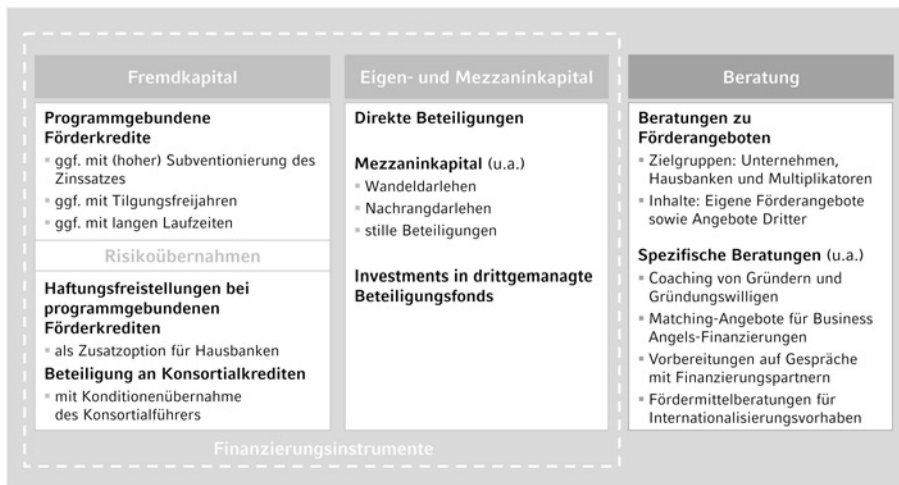 Fremdkapital
Programmgebundene
Förderkredite
▪ ggf. mit (hoher) Subventionierung des
Zinssatzes
▪ ggf. mit Tilgungsfreijahren
▪ ggf. mit langen Laufzeiten
Risikoübernahmen
Haftungsfreistellungen bei
programmgebundenen
Förderkrediten
▪ als Zusatzoption für Hausbanken
Beteiligung an Konsortialkrediten
▪ mit Konditionenübernahme
des Konsortialführers
Eigen- und Mezzaninkapital
Direkte Beteiligungen
Mezzaninkapital (u.a.)
▪ Wandeldarlehen
▪ Nachrangdarlehen
▪ stille Beteiligungen
Investments in drittgemanagte
Beteiligungsfonds
Finanzierungsinstrumente
Beratung
Beratungen zu
Förderangeboten
▪ Zielgruppen: Unternehmen,
Hausbanken und Multiplikatoren
▪ Inhalte: Eigene Förderangebote
sowie Angebote Dritter
Spezifische Beratungen (u.a.)
▪ Coaching von Gründern und
Gründungswilligen
▪ Matching-Angebote für Business
Angels-Finanzierungen
▪ Vorbereitungen auf Gespräche
mit Finanzierungspartnern
▪ Fördermittelberatungen für
Internationalisierungsvorhaben